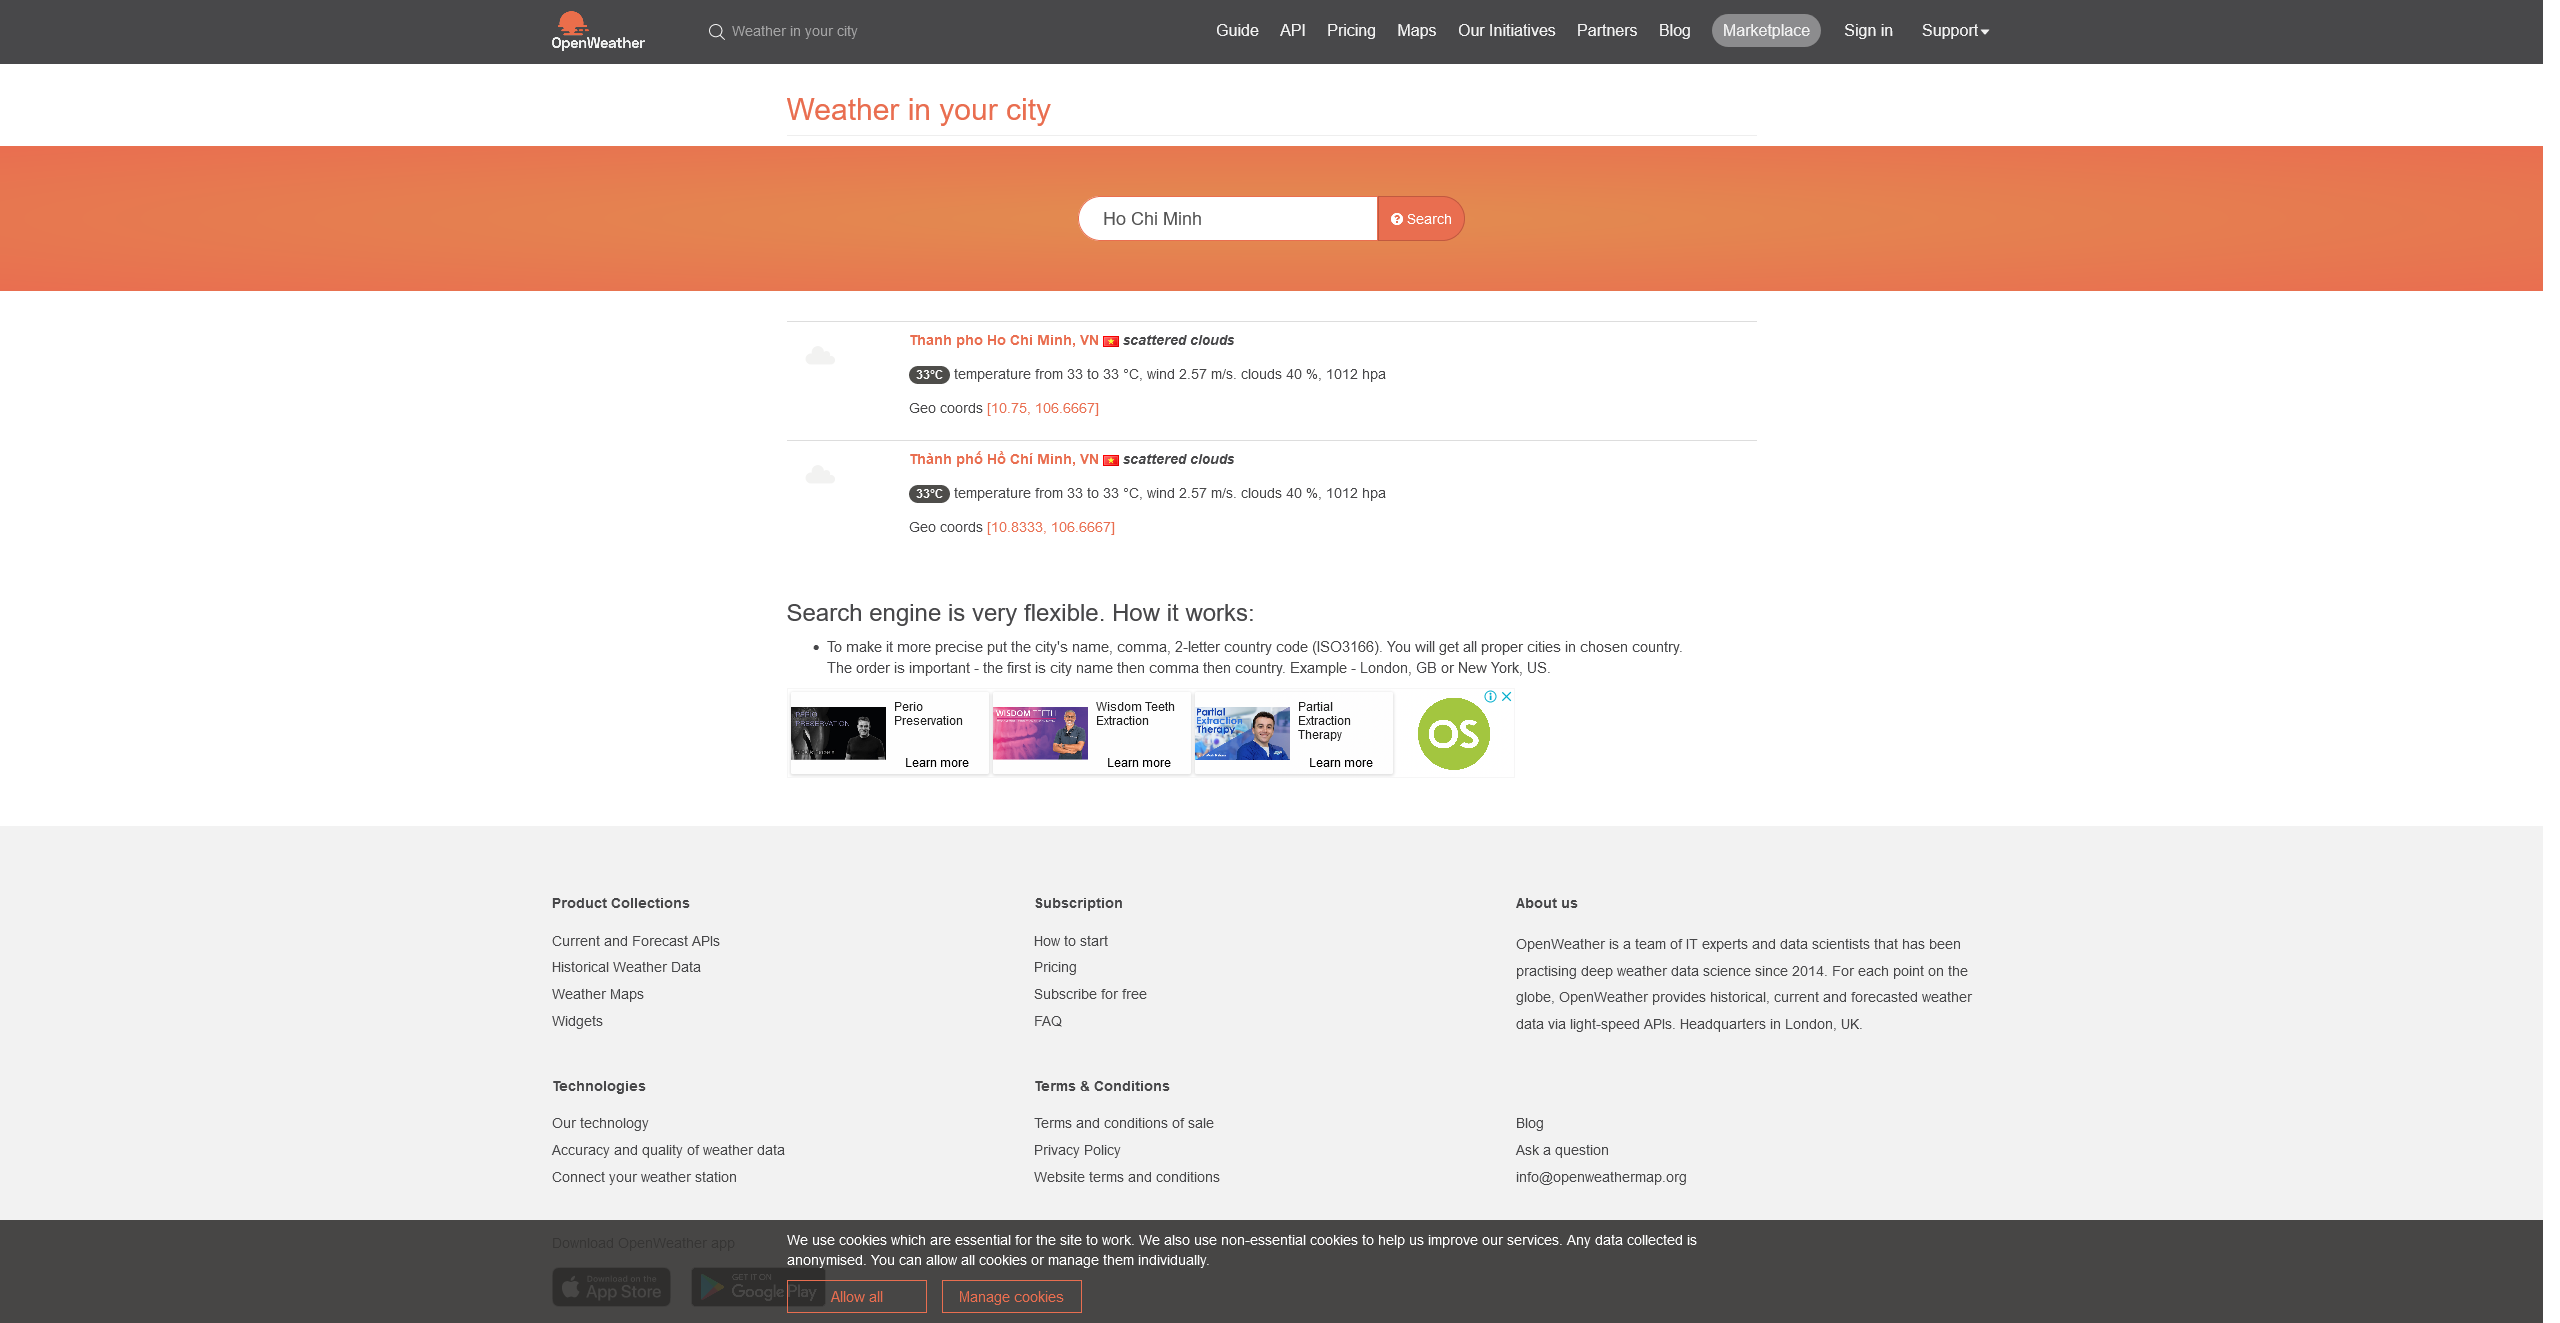 OpenWeather
Weather in your city
Guide API Pricing Maps Our Initiatives Partners Blog Marketplace Sign in Support
Weather in your city
Ho Chi Minh Search
Thanh pho Ho Chi Minh, VN scattered clouds
33°C temperature from 33 to 33 °C, wind 2.57 m/s. clouds 40 %, 1012 hpa
Geo coords [10.75, 106.6667]
Thành phố Hồ Chí Minh, VN scattered clouds
33°C temperature from 33 to 33 °C, wind 2.57 m/s. clouds 40 %, 1012 hpa
Geo coords [10.8333, 106.6667]
Search engine is very flexible. How it works:
To make it more precise put the city's name, comma, 2-letter country code (ISO3166). You will get all proper cities in chosen country.
The order is important - the first is city name then comma then country. Example - London, GB or New York, US.
PERIO
PRESERVATION
Perio
Preservation
Learn more
WISDOM TEETH
Wisdom Teeth
Extraction
Learn more
Partial
Extraction
Therapy
Partial
Extraction
Therapy
Learn more
OS
Product Collections
Current and Forecast APIs
Historical Weather Data
Weather Maps
Widgets
Subscription
How to start
Pricing
Subscribe for free
FAQ
About us
OpenWeather is a team of IT experts and data scientists that has been
practising deep weather data science since 2014. For each point on the
globe, OpenWeather provides historical, current and forecasted weather
data via light-speed APIs. Headquarters in London, UK.
Technologies
Our technology
Accuracy and quality of weather data
Connect your weather station
Terms & Conditions
Terms and conditions of sale
Privacy Policy
Website terms and conditions
Blog
Ask a question
info@openweathermap.org
Download OpenWeather app
Download on the
App Store
GET IT ON
Google Play
We use cookies which are essential for the site to work. We also use non-essential cookies to help us improve our services. Any data collected is
anonymised. You can allow all cookies or manage them individually.
Allow all
Manage cookies